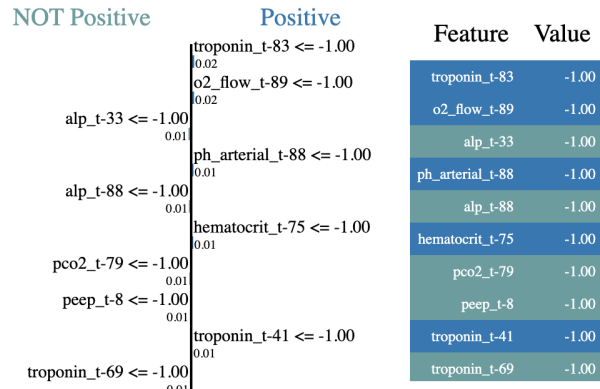 NOT Positive
Positive
troponin_t-83 <= -1.00
0.02
o2_flow_t-89 <= -1.00
0.02
alp_t-33 <= -1.00
0.01
ph_arterial_t-88 <= -1.00
0.01
alp_t-88 <= -1.00
0.01
hematocrit_t-75 <= -1.00
0.01
pco2_t-79 <= -1.00
0.01
peep_t-8 <= -1.00
0.01
troponin_t-41 <= -1.00
0.01
troponin_t-69 <= -1.00
0.01
Feature Value
troponin_t-83 -1.00
o2_flow_t-89 -1.00
alp_t-33 -1.00
ph_arterial_t-88 -1.00
alp_t-88 -1.00
hematocrit_t-75 -1.00
pco2_t-79 -1.00
peep_t-8 -1.00
troponin_t-41 -1.00
troponin_t-69 -1.00